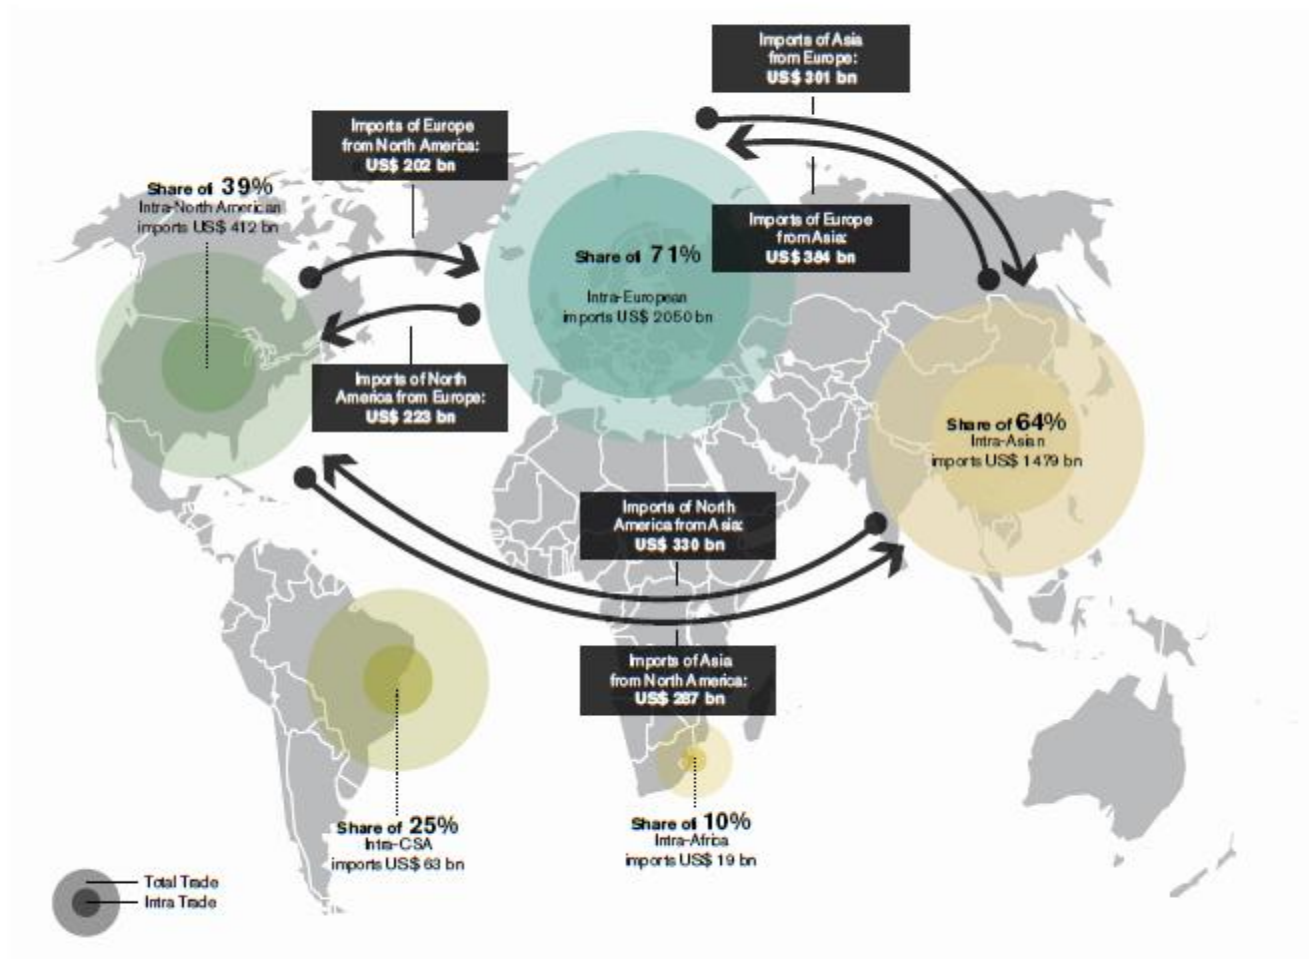 Imports of Asia
from Europe:
US$ 301 bn
Imports of Europe
from North America:
US$ 202 bn
Share of 39%
Intra-North American
imports US$ 412 bn
Imports of Europe
from Asia:
US$ 384 bn
Share of 71%
Intra-European
imports US$ 2050 bn
Imports of North
America from Europe:
US$ 223 bn
Share of 64%
Intra-Asian
imports US$ 1479 bn
Imports of North
America from Asia:
US$ 330 bn
Imports of Asia
from North America:
US$ 287 bn
Share of 25%
Intra-CSA
imports US$ 63 bn
Share of 10%
Intra-Africa
imports US$ 19 bn
Total Trade
Intra Trade